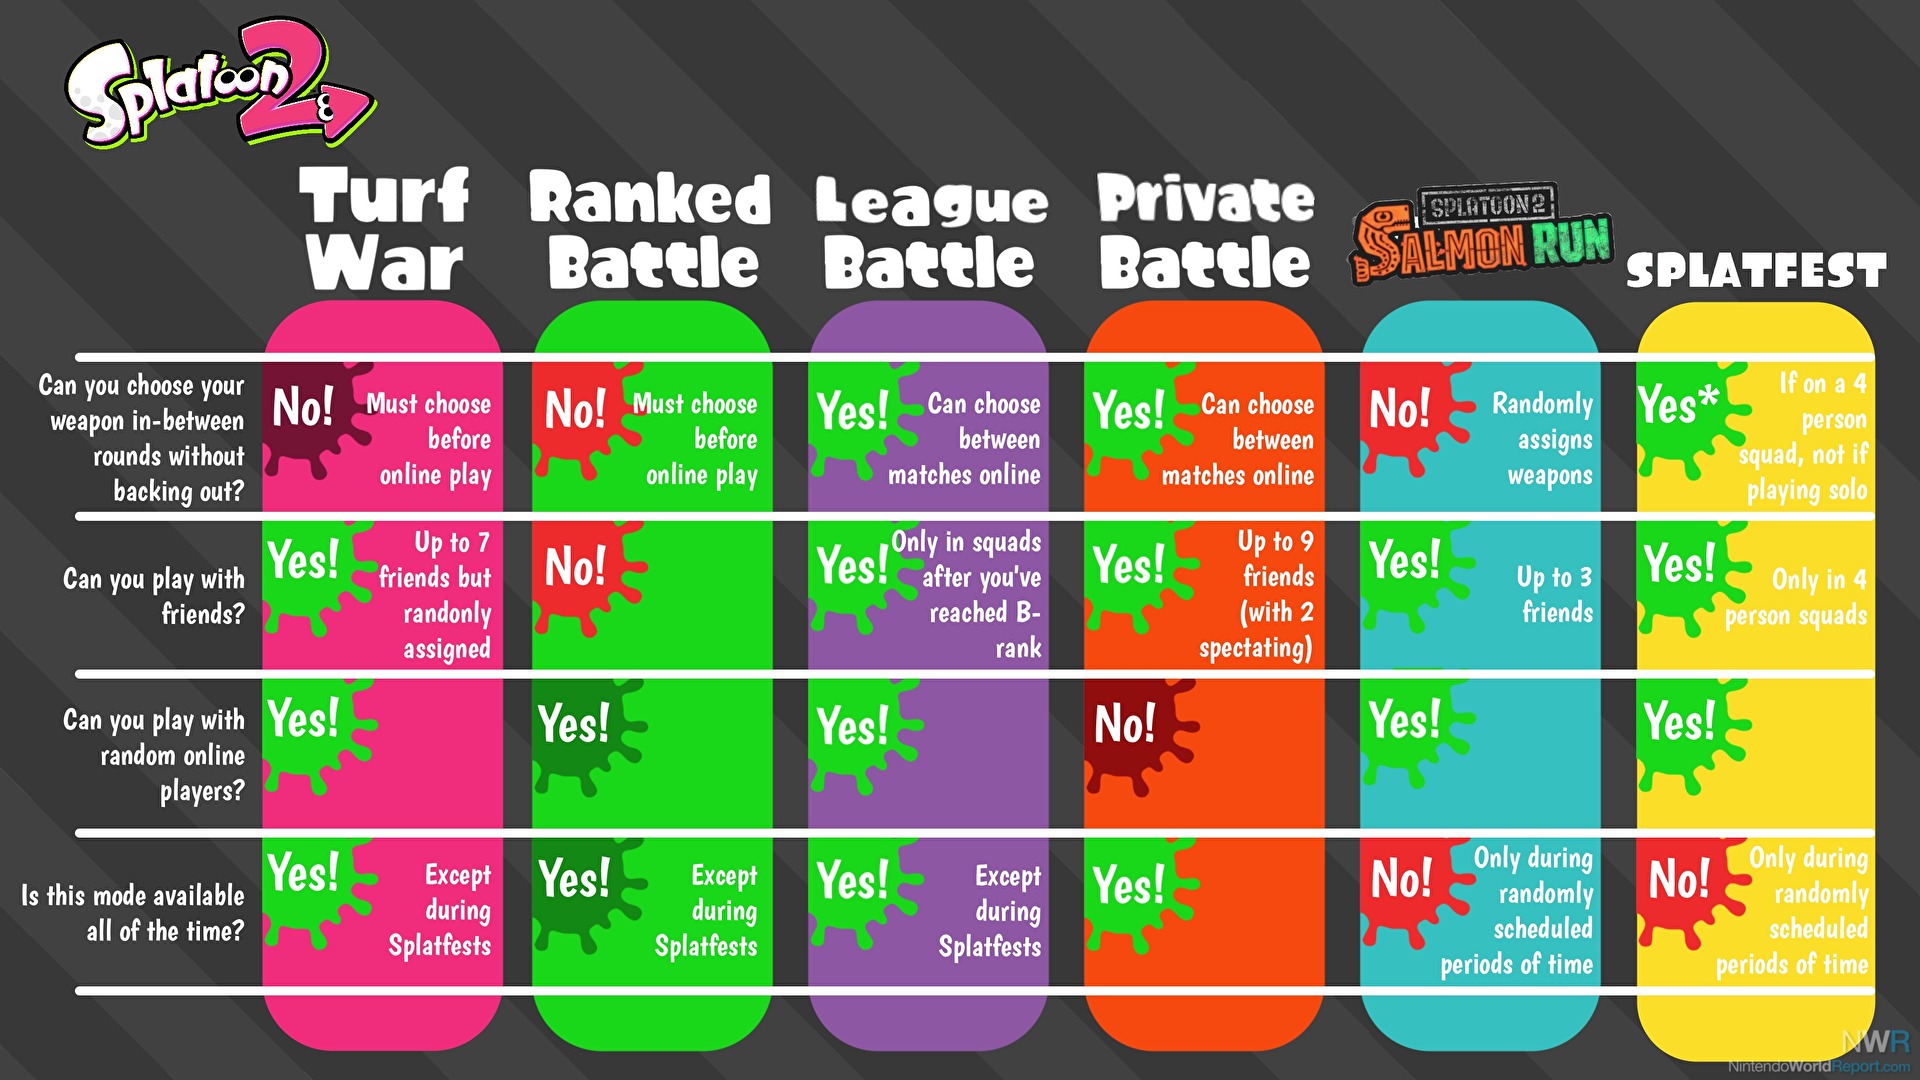 Splatoon 2
Turf
War
Ranked
Battle
League
Battle
Private
Battle
SPLATOON 2
SALMON RUN
SPLATFEST
Can you choose your
weapon in-between
rounds without
backing out?
No!
Must choose
before
online play
No!
Must choose
before
online play
Yes!
Can choose
between
matches online
Yes!
Can choose
between
matches online
No!
Randomly
assigns
weapons
Yes*
If on a 4
person
squad, not if
playing solo
Can you play with
friends?
Yes!
Up to 7
friends but
randonly
assigned
No!
Yes!
Only in squads
after you've
reached B-
rank
Yes!
Up to 9
friends
(with 2
spectating)
Yes!
Up to 3
friends
Yes!
Only in 4
person squads
Can you play with
random online
players?
Yes!
Yes!
Yes!
No!
Yes!
Yes!
Is this mode available
all of the time?
Yes!
Except
during
Splatfests
Yes!
Except
during
Splatfests
Yes!
Except
during
Splatfests
Yes!
No!
Only during
randomly
scheduled
periods of time
No!
Only during
randomly
scheduled
periods of time
NWR
NintendoWorldReport.com